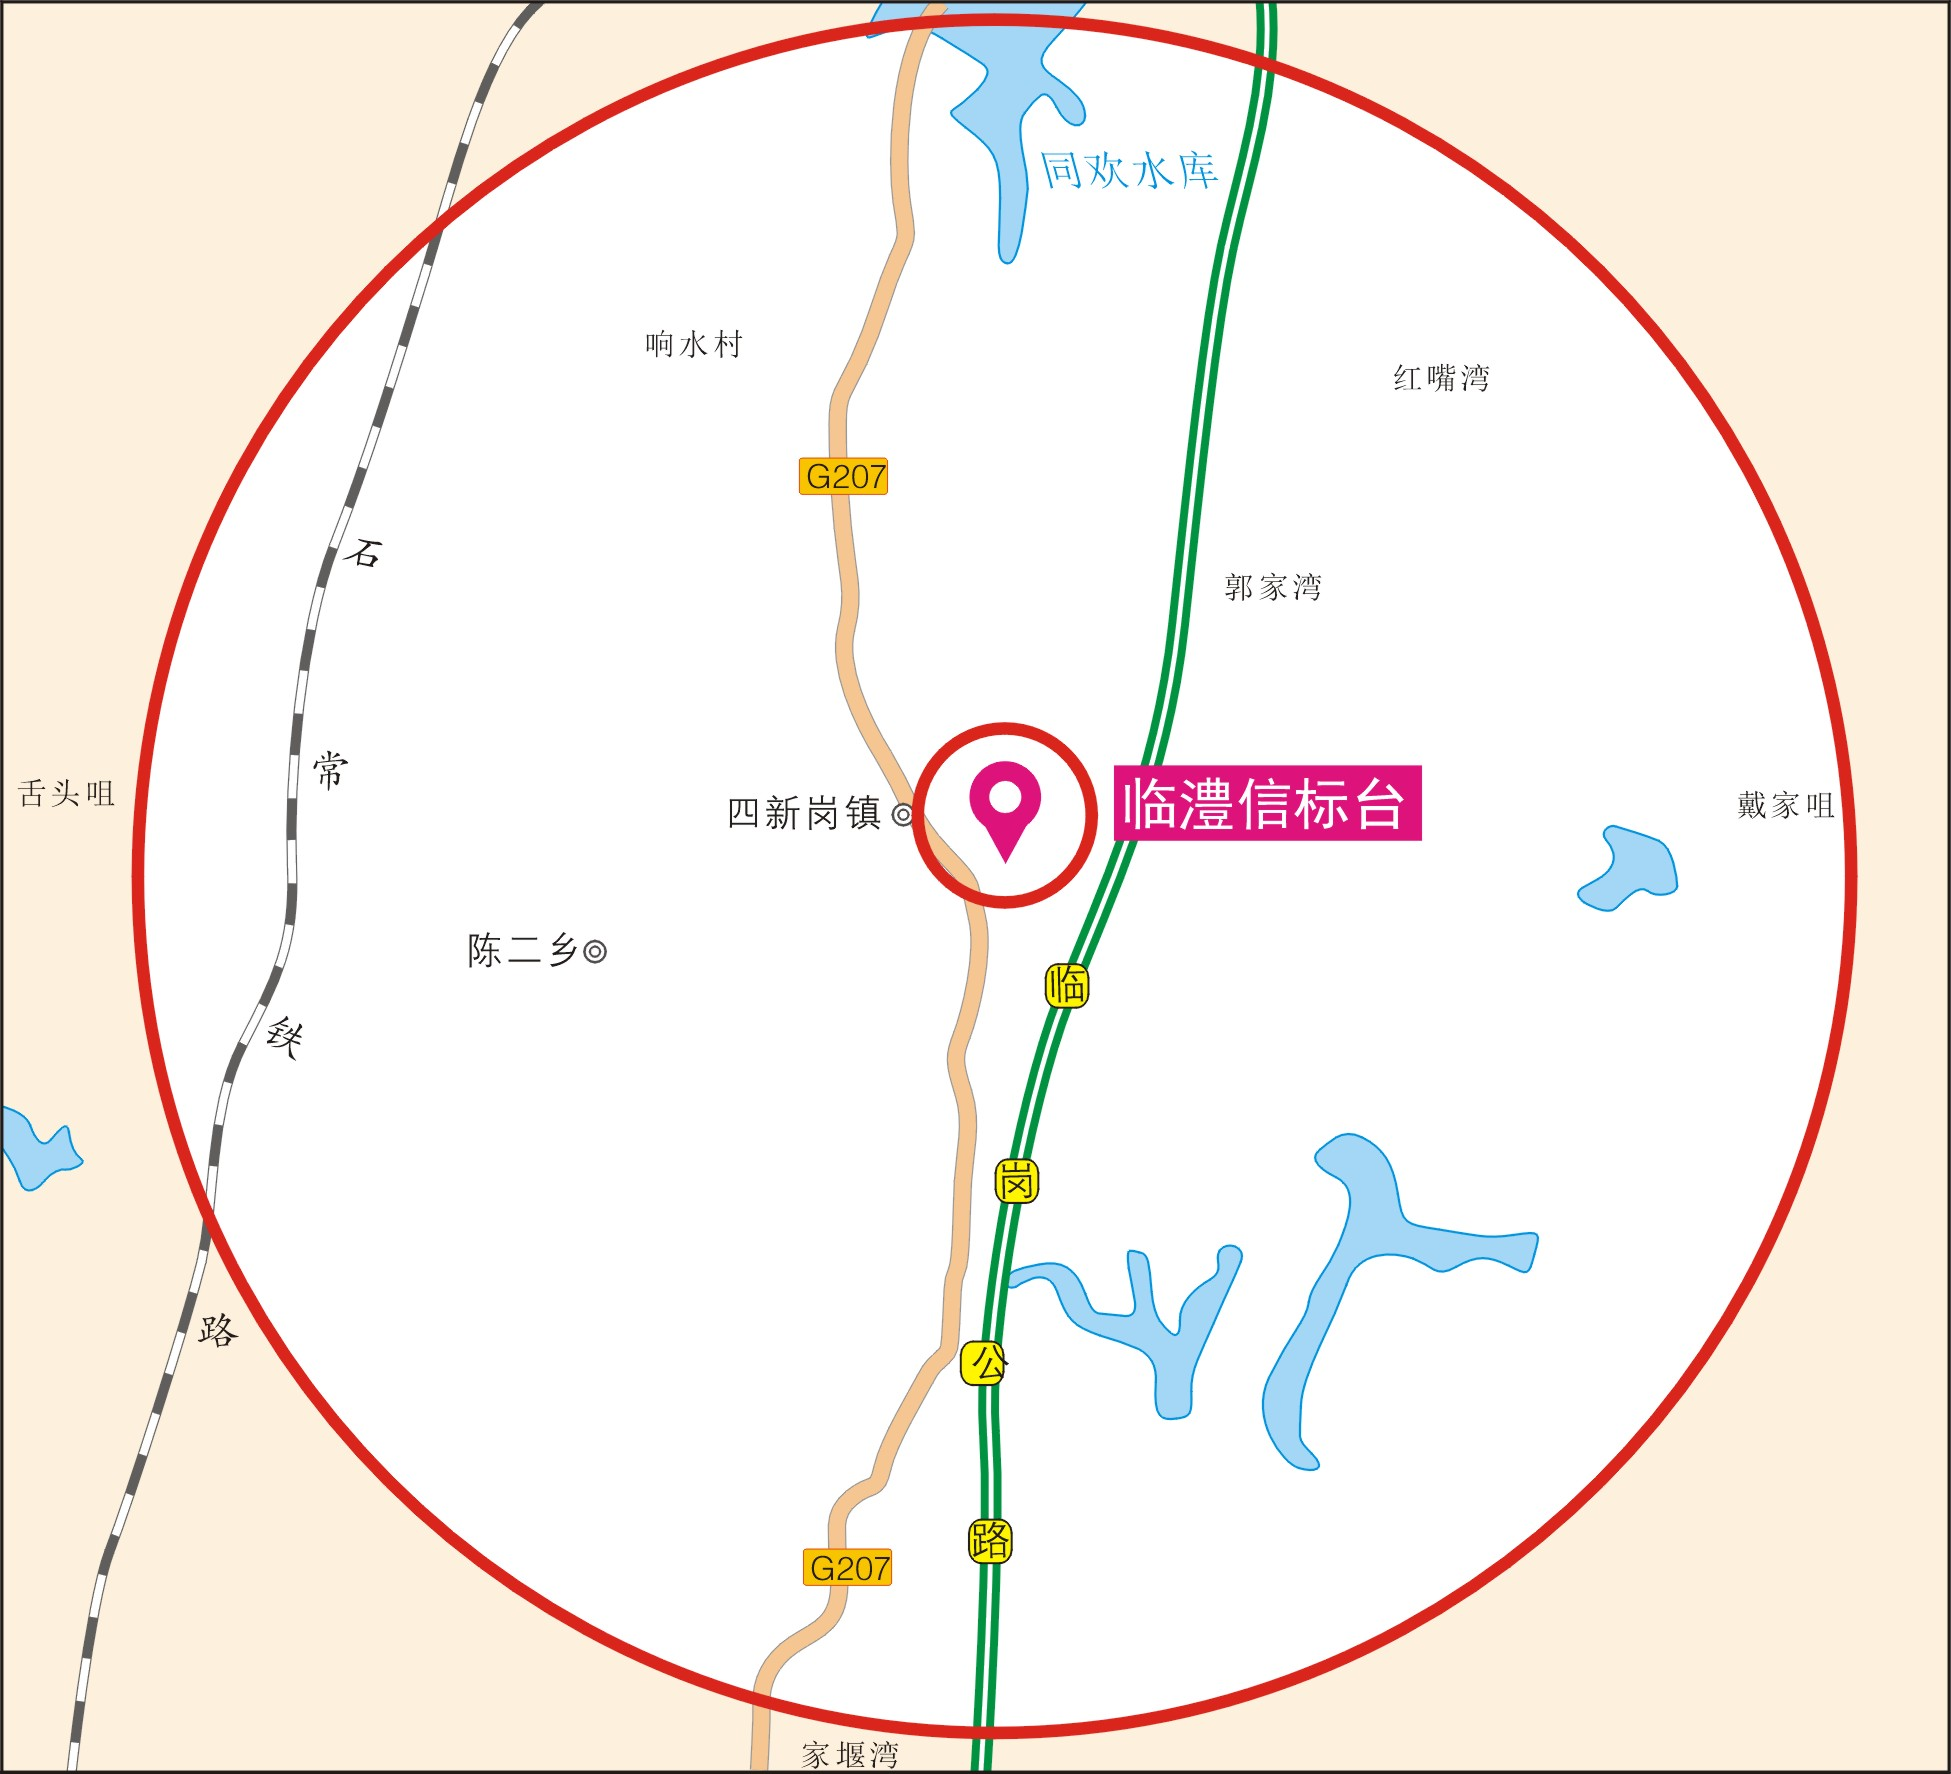 同欢水库
响水村
红嘴湾
G207
石
郭家湾
常
舌头咀
四新岗镇
临澧信标台
戴家咀
陈二乡
临
铁
岗
路
公
路
G207
家堰湾